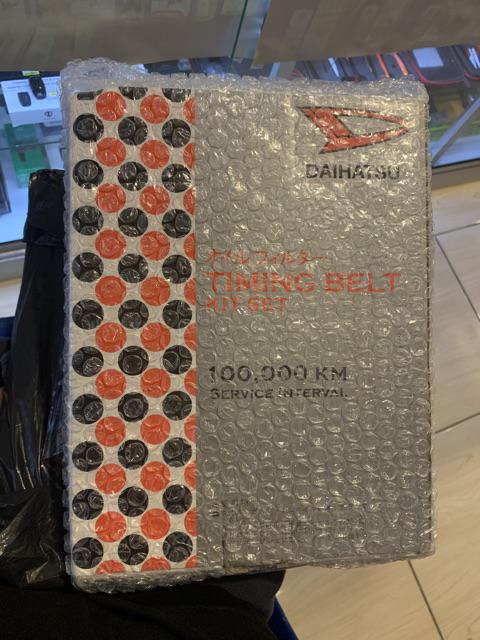 DAIHATSU
オイル フィルター
TIMING BELT
KIT SET
100,000 KM
SERVICE INTERVAL